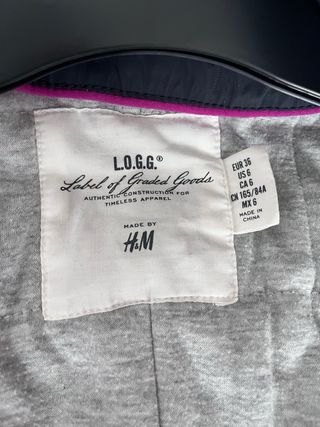 L.O.G.G.®
Label of Graded Goods
AUTHENTIC CONSTRUCTION FOR
TIMELESS APPAREL
MADE BY
H&M
EUR 36
US 6
CA 6
CN 165/84A
MX 6
MADE IN
CHINA